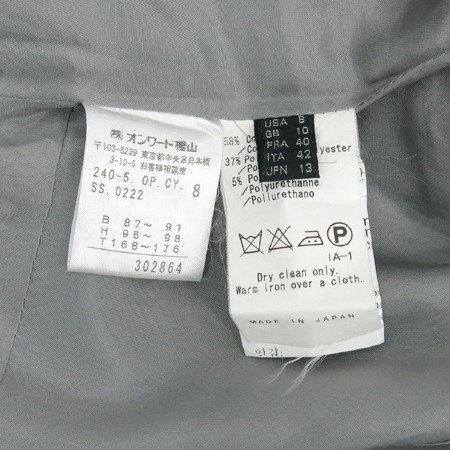 ㈱オンワード樫山
〒103-8239 東京都中央区日本橋
3-10-5 お客様相談室
240-5. OP. CY. 8
SS. 0222
B 87~ 91
H 95~ 98
T 168~176
302864
USA 8
GB 10
FRA 40
ITA 42
JPN 13
58%
37%
5%
yester
Polyurethanne
Poliuretano
P
IA-1
Dry clean only.
Warm iron over a cloth.
MADE IN JAPAN